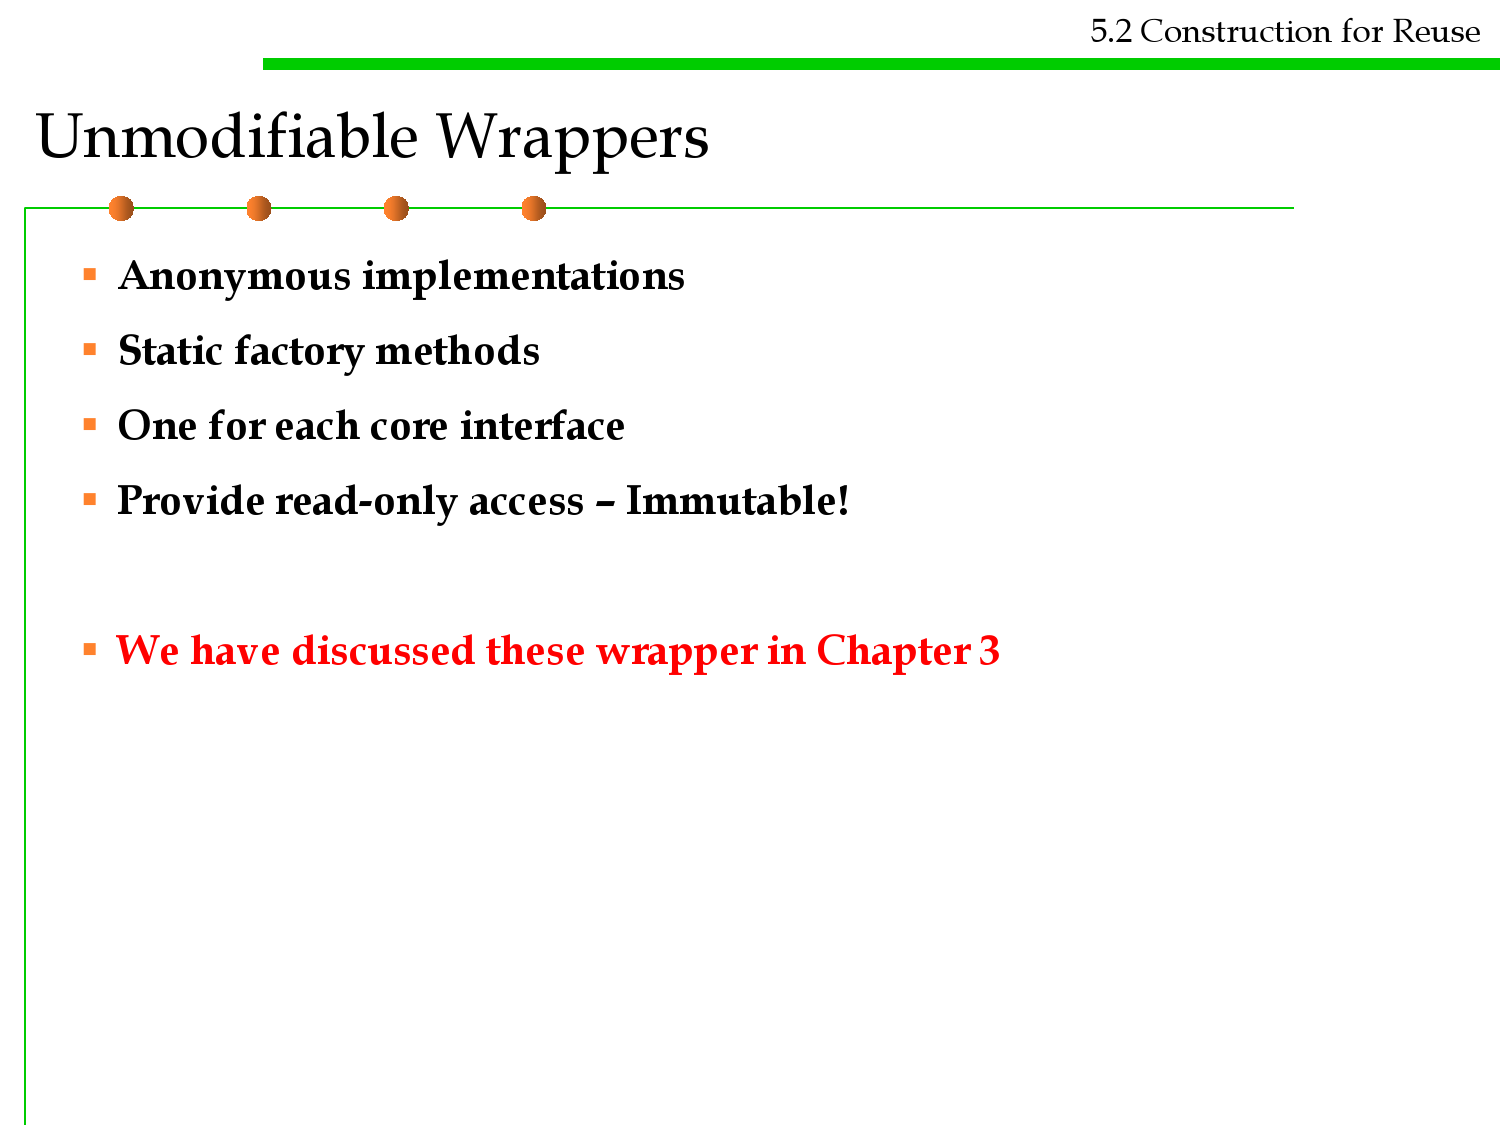 5.2 Construction for Reuse
Unmodifiable Wrappers
▪ Anonymous implementations
▪ Static factory methods
▪ One for each core interface
▪ Provide read-only access – Immutable!
▪ We have discussed these wrapper in Chapter 3